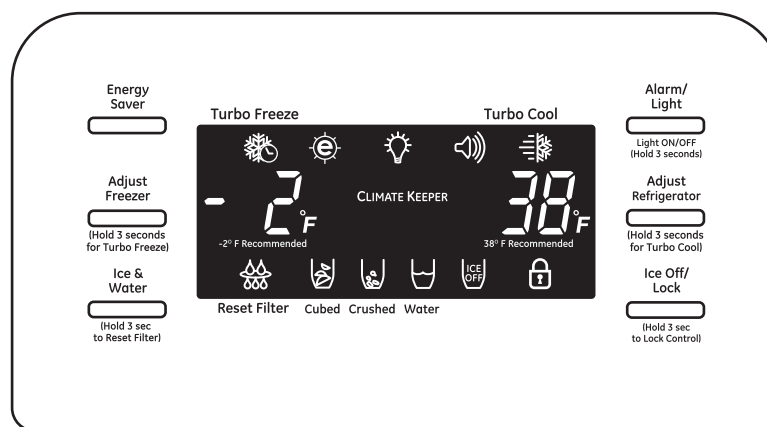 Energy
Saver
Adjust
Freezer
(Hold 3 seconds
for Turbo Freeze)
Ice &
Water
(Hold 3 sec
to Reset Filter)
Turbo Freeze
Turbo Cool
e
-2°F
CLIMATE KEEPER
38°F
-2° F Recommended
38° F Recommended
ICE
OFF
Reset Filter Cubed Crushed Water
Alarm/
Light
Light ON/OFF
(Hold 3 seconds)
Adjust
Refrigerator
(Hold 3 seconds
for Turbo Cool)
Ice Off/
Lock
(Hold 3 sec
to Lock Control)